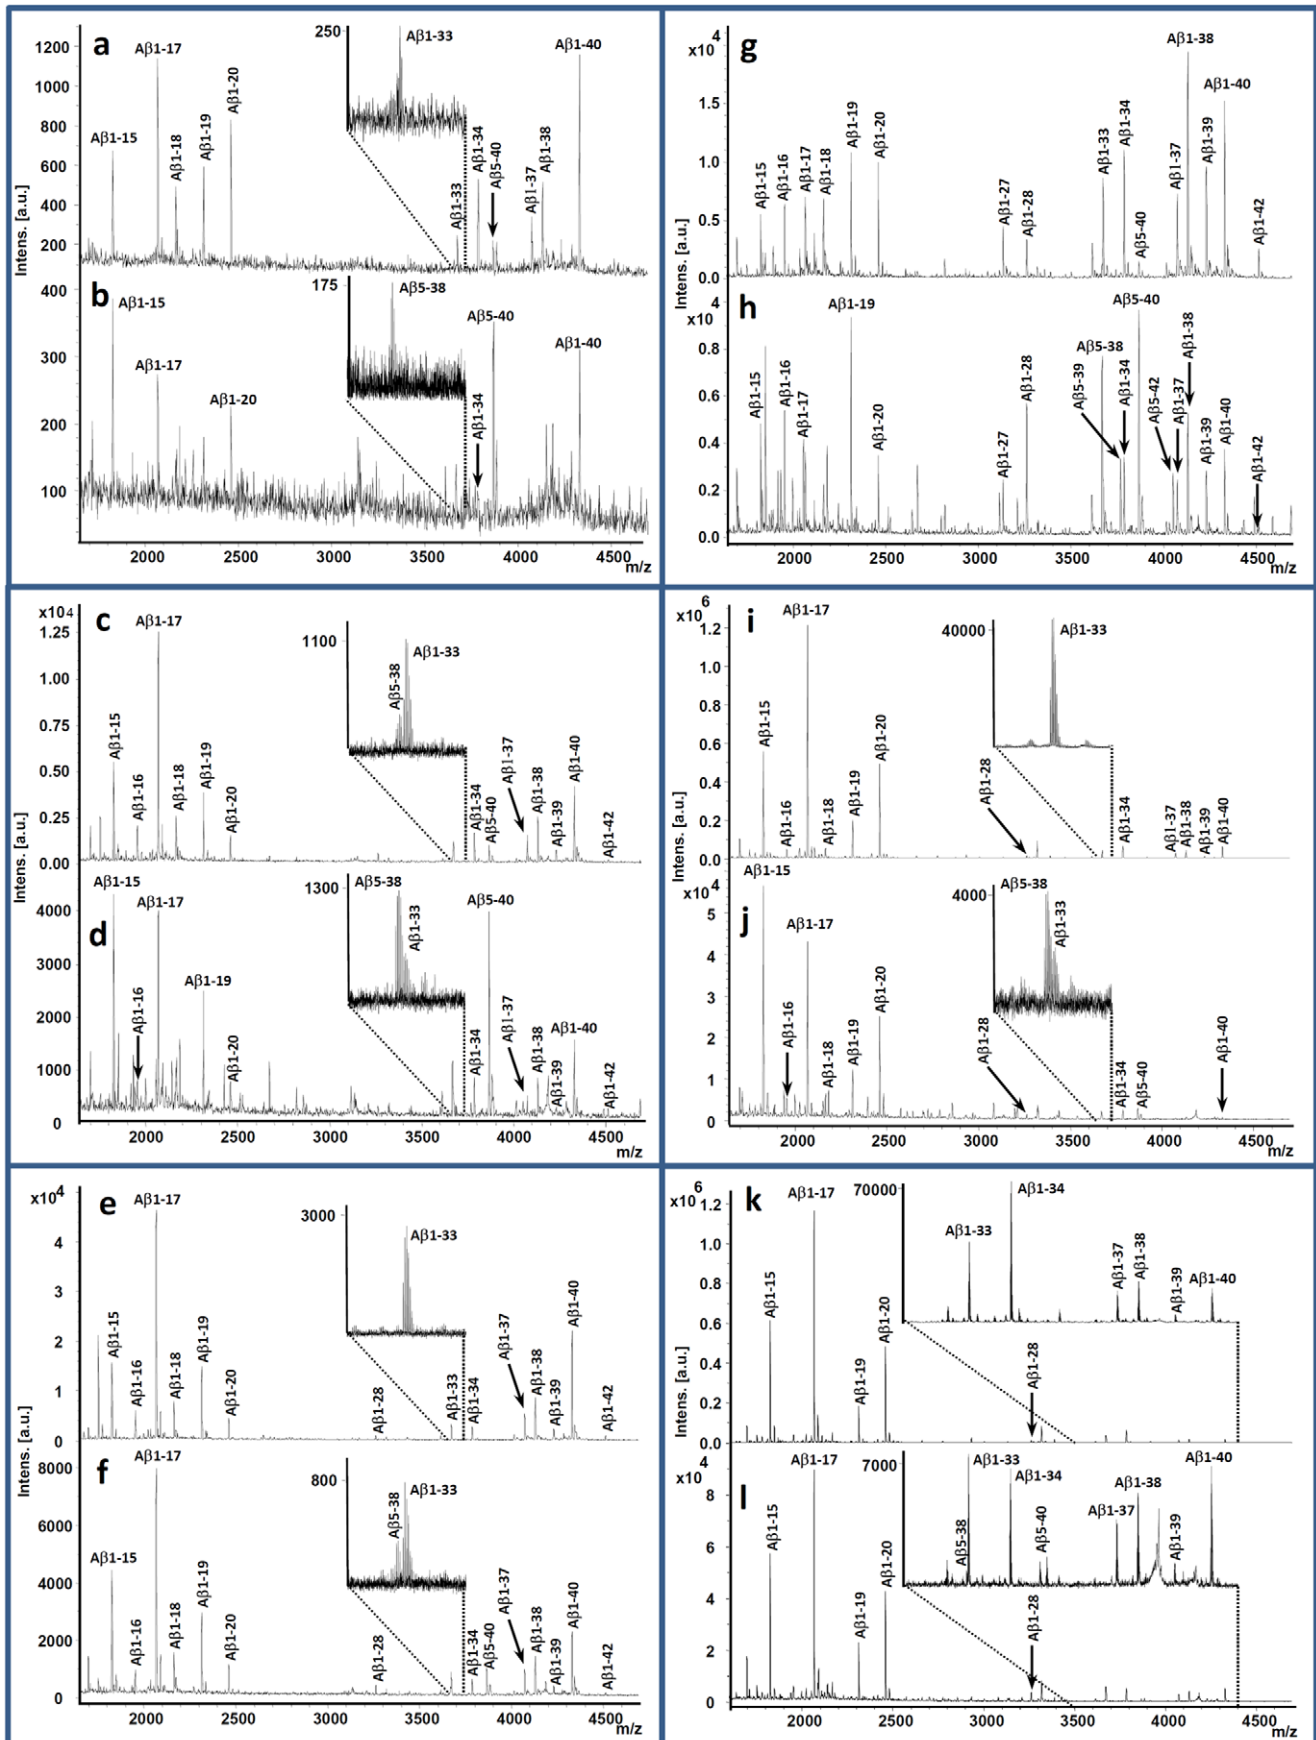 a
Intens. [a.u.]
1200
1000
800
600
400
200
Aβ1-15
Aβ1-17
Aβ1-18
Aβ1-19
Aβ1-20
250
Aβ1-33
Aβ1-33
Aβ1-34
Aβ5-40
Aβ1-37
Aβ1-38
Aβ1-40
b
400
300
200
100
Aβ1-15
Aβ1-17
Aβ1-20
175
Aβ5-38
Aβ1-34
Aβ5-40
Aβ1-40
2000 2500 3000 3500 4000 4500
m/z
g
x10 4
Intens. [a.u.]
1.5
1.0
0.5
0.0
Aβ1-15
Aβ1-16
Aβ1-17
Aβ1-18
Aβ1-19
Aβ1-20
Aβ1-27
Aβ1-28
Aβ1-33
Aβ1-34
Aβ5-40
Aβ1-37
Aβ1-38
Aβ1-39
Aβ1-40
Aβ1-42
h
x10 4
0.8
0.6
0.4
0.2
0.0
Aβ1-15
Aβ1-16
Aβ1-17
Aβ1-19
Aβ1-20
Aβ1-27
Aβ1-28
Aβ5-38
Aβ5-39
Aβ1-34
Aβ5-40
Aβ5-42
Aβ1-37
Aβ1-38
Aβ1-39
Aβ1-40
Aβ1-42
2000 2500 3000 3500 4000 4500
m/z
c
x10 4
Intens. [a.u.]
1.25
1.00
0.75
0.50
0.25
0.00
Aβ1-15
Aβ1-16
Aβ1-17
Aβ1-18
Aβ1-19
Aβ1-20
1100
Aβ5-38
Aβ1-33
Aβ1-34
Aβ5-40
Aβ1-37
Aβ1-38
Aβ1-39
Aβ1-40
Aβ1-42
d
4000
3000
2000
1000
0
Aβ1-15
Aβ1-16
Aβ1-17
Aβ1-19
Aβ1-20
1300
Aβ5-38
Aβ1-33
Aβ1-34
Aβ5-40
Aβ1-37
Aβ1-38
Aβ1-39
Aβ1-40
Aβ1-42
2000 2500 3000 3500 4000 4500
m/z
i
x10 6
Intens. [a.u.]
1.2
1.0
0.8
0.6
0.4
0.2
0.0
Aβ1-15
Aβ1-16
Aβ1-17
Aβ1-18
Aβ1-19
Aβ1-20
Aβ1-28
40000
Aβ1-33
Aβ1-34
Aβ1-37
Aβ1-38
Aβ1-39
Aβ1-40
j
x10 4
5
4
3
2
1
0
Aβ1-15
Aβ1-16
Aβ1-17
Aβ1-18
Aβ1-19
Aβ1-20
Aβ1-28
4000
Aβ5-38
Aβ1-33
Aβ1-34
Aβ5-40
Aβ1-40
2000 2500 3000 3500 4000 4500
m/z
e
x10 4
Intens. [a.u.]
4
3
2
1
0
Aβ1-15
Aβ1-16
Aβ1-17
Aβ1-18
Aβ1-19
Aβ1-20
Aβ1-28
3000
Aβ1-33
Aβ1-33
Aβ1-34
Aβ1-37
Aβ1-38
Aβ1-39
Aβ1-40
Aβ1-42
f
8000
6000
4000
2000
0
Aβ1-15
Aβ1-16
Aβ1-17
Aβ1-18
Aβ1-19
Aβ1-20
Aβ1-28
800
Aβ5-38
Aβ1-33
Aβ1-34
Aβ5-40
Aβ1-37
Aβ1-38
Aβ1-39
Aβ1-40
Aβ1-42
2000 2500 3000 3500 4000 4500
m/z
k
x10 6
Intens. [a.u.]
1.2
1.0
0.8
0.6
0.4
0.2
0.0
Aβ1-15
Aβ1-17
Aβ1-19
Aβ1-20
Aβ1-28
70000
Aβ1-33
Aβ1-34
Aβ1-37
Aβ1-38
Aβ1-39
Aβ1-40
l
x10 4
8
6
4
2
0
Aβ1-15
Aβ1-17
Aβ1-19
Aβ1-20
Aβ1-28
7000
Aβ5-38
Aβ1-33
Aβ1-34
Aβ5-40
Aβ1-37
Aβ1-38
Aβ1-39
Aβ1-40
2000 2500 3000 3500 4000 4500
m/z